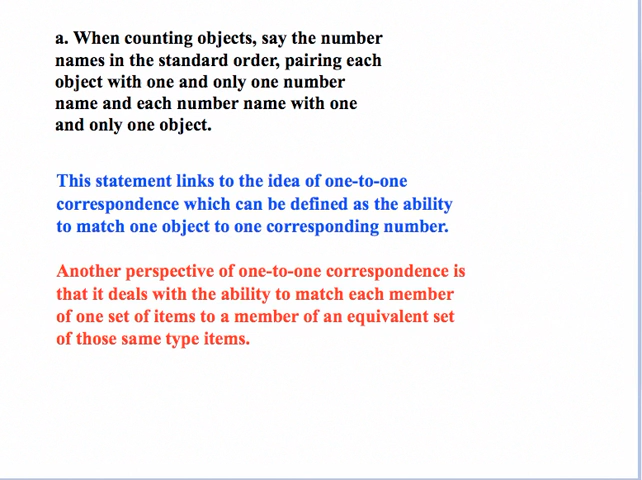 a. When counting objects, say the number
names in the standard order, pairing each
object with one and only one number
name and each number name with one
and only one object.
This statement links to the idea of one-to-one
correspondence which can be defined as the ability
to match one object to one corresponding number.
Another perspective of one-to-one correspondence is
that it deals with the ability to match each member
of one set of items to a member of an equivalent set
of those same type items.